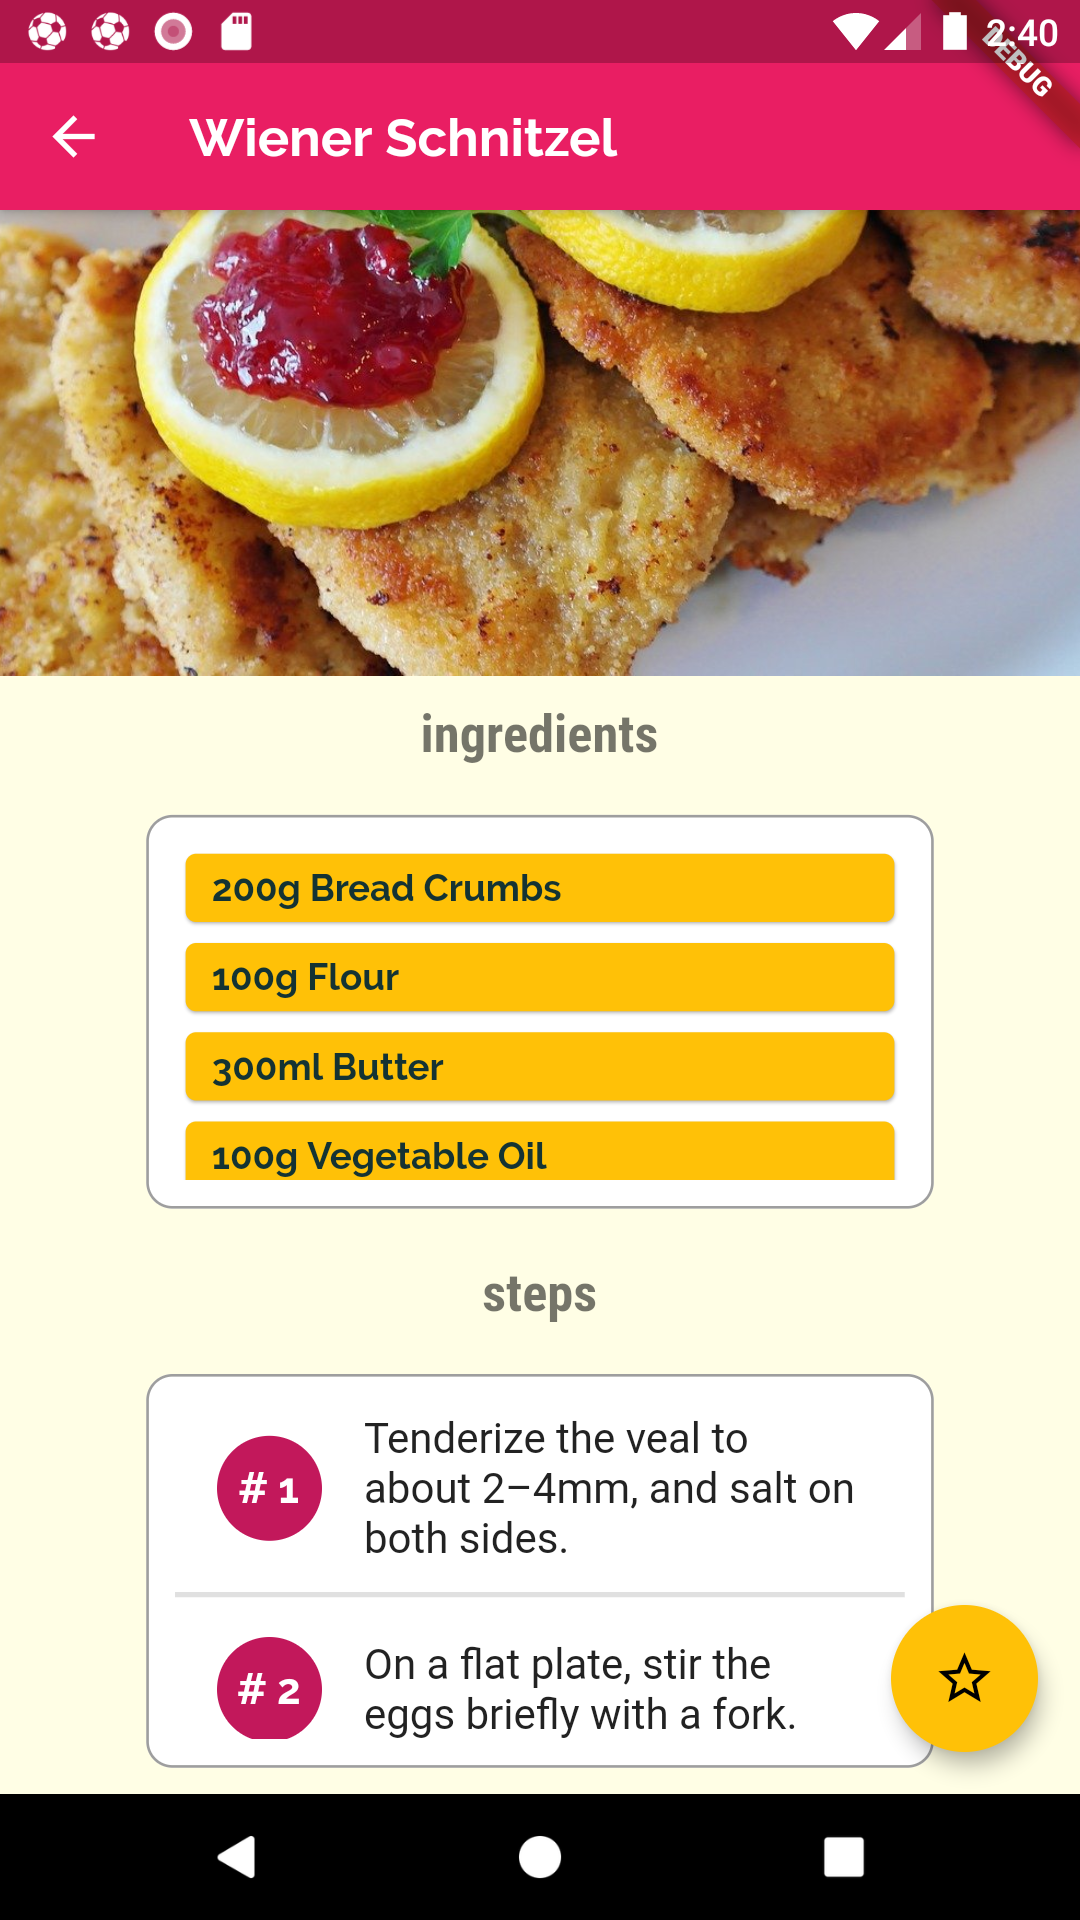 2:40
DEBUG
Wiener Schnitzel
ingredients
200g Bread Crumbs
100g Flour
300ml Butter
100g Vegetable Oil
steps
# 1
Tenderize the veal to
about 2–4mm, and salt on
both sides.
# 2
On a flat plate, stir the
eggs briefly with a fork.